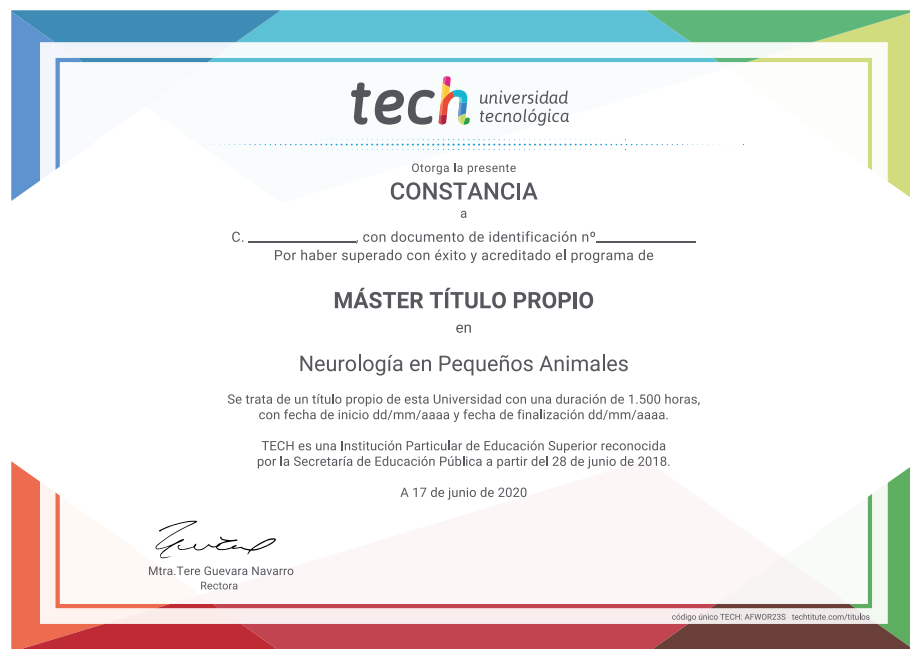 tech universidad
tecnológica
Otorga la presente
CONSTANCIA
a
C. ____________, con documento de identificación nº___________
Por haber superado con éxito y acreditado el programa de
MÁSTER TÍTULO PROPIO
en
Neurología en Pequeños Animales
Se trata de un título propio de esta Universidad con una duración de 1.500 horas,
con fecha de inicio dd/mm/aaaa y fecha de finalización dd/mm/aaaa.
TECH es una Institución Particular de Educación Superior reconocida
por la Secretaría de Educación Pública a partir del 28 de junio de 2018.
A 17 de junio de 2020
Mtra.Tere Guevara Navarro
Rectora
código único TECH: AFWOR23S techtitute.com/titulos